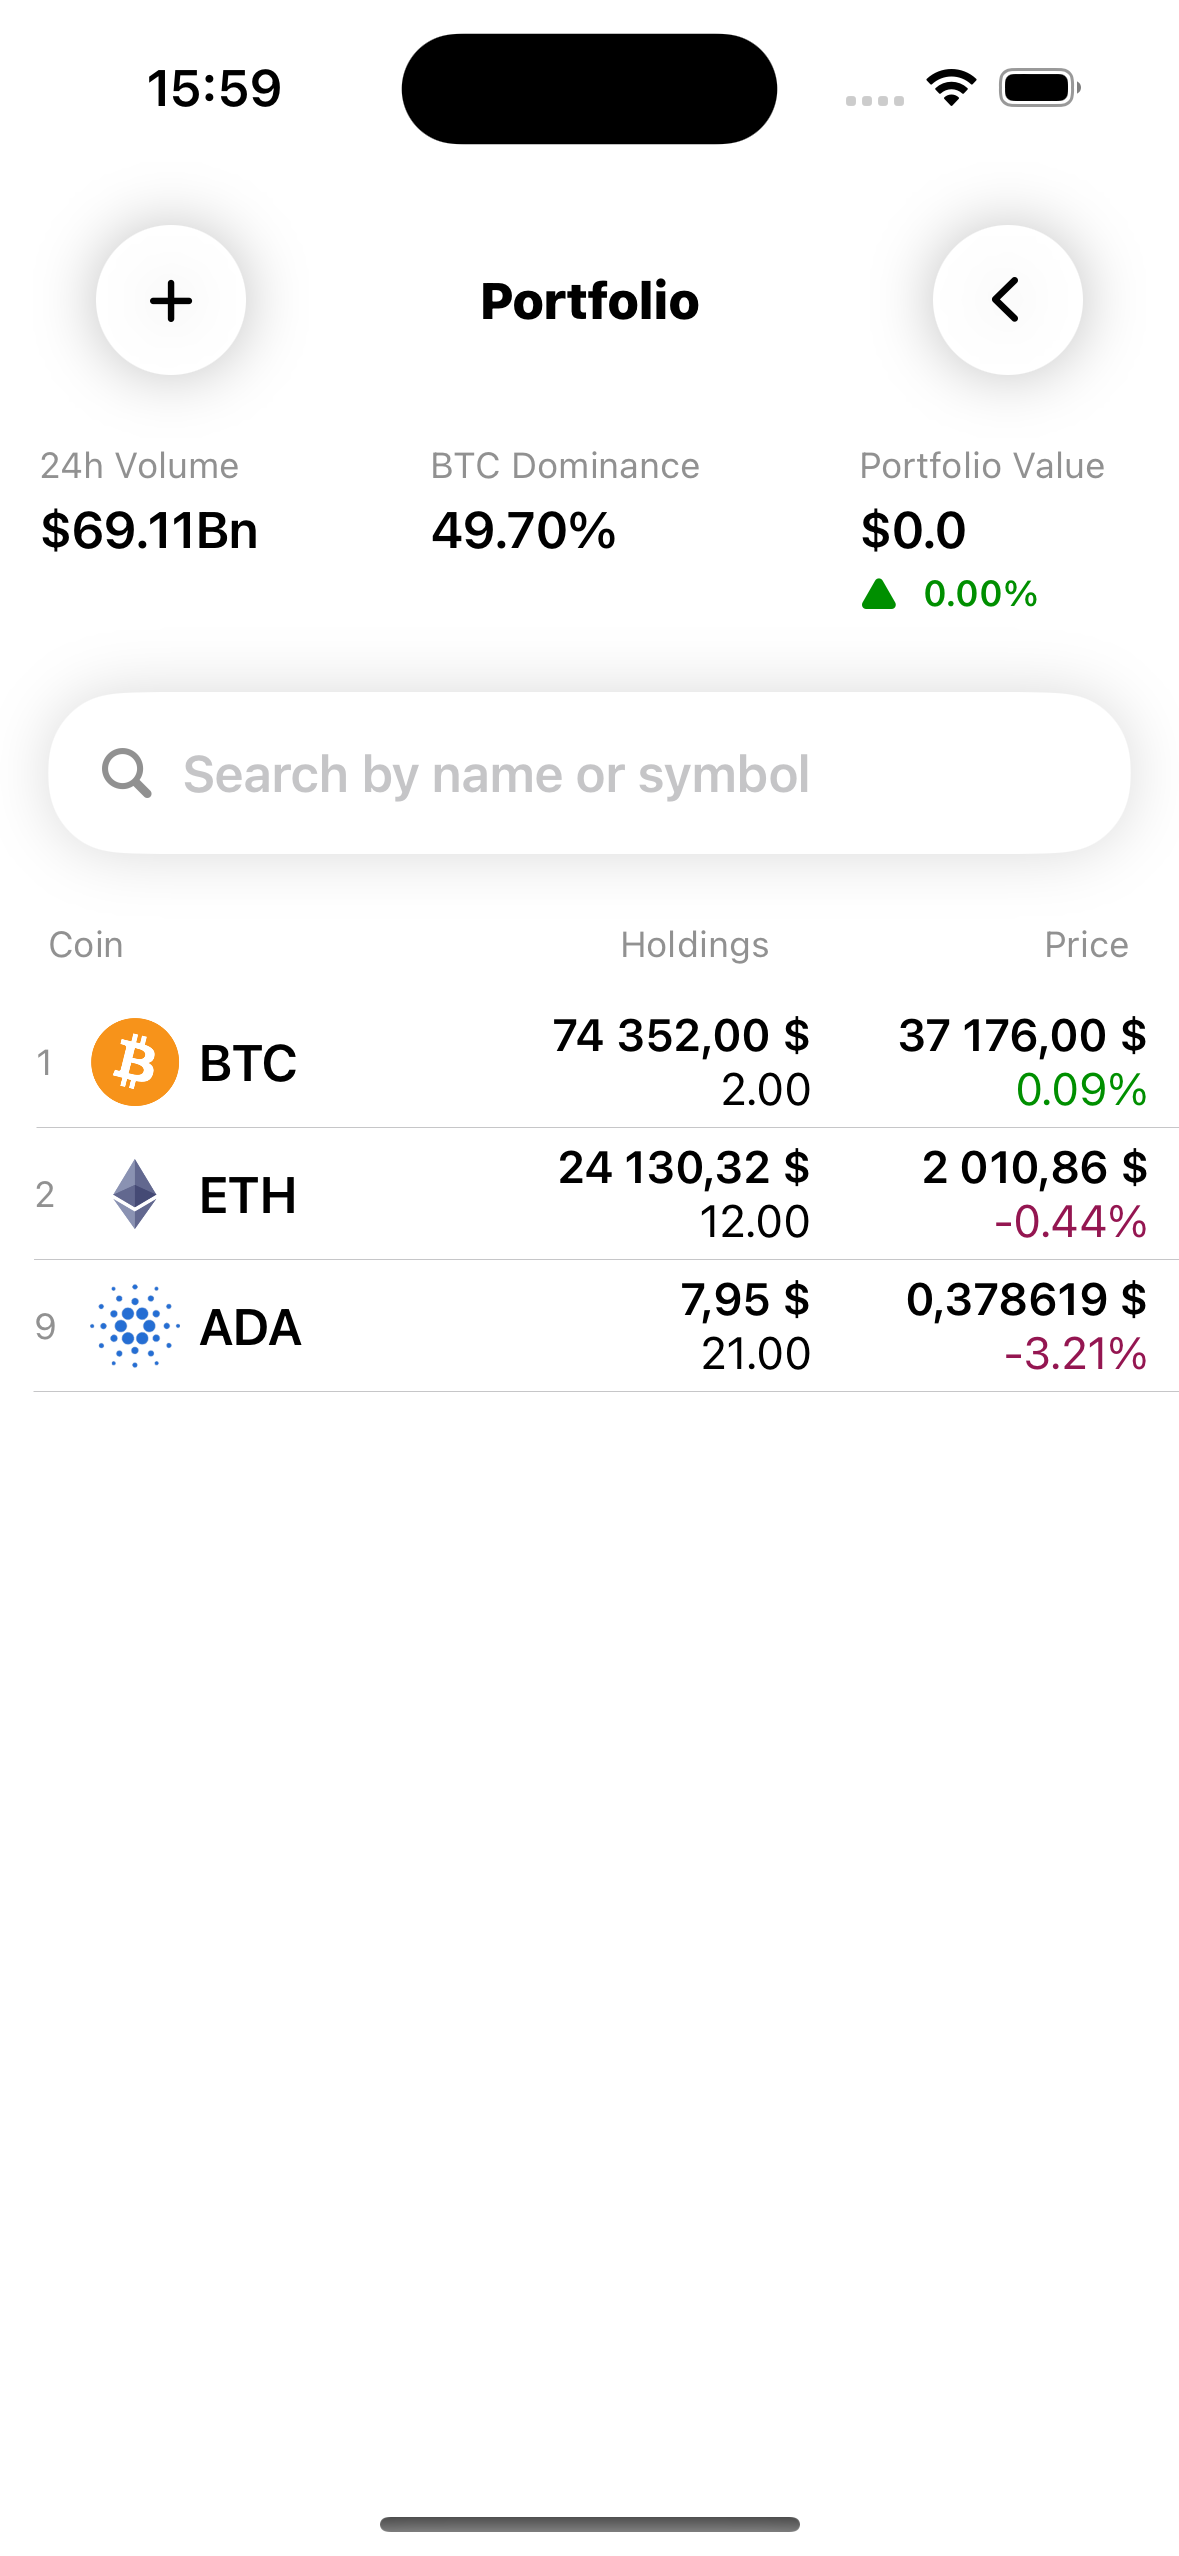 15:59
Portfolio
24h Volume BTC Dominance Portfolio Value
$69.11Bn 49.70% $0.0
0.00%
Search by name or symbol
Coin Holdings Price
1 BTC 74 352,00 $ 37 176,00 $
2.00 0.09%
2 ETH 24 130,32 $ 2 010,86 $
12.00 -0.44%
9 ADA 7,95 $ 0,378619 $
21.00 -3.21%